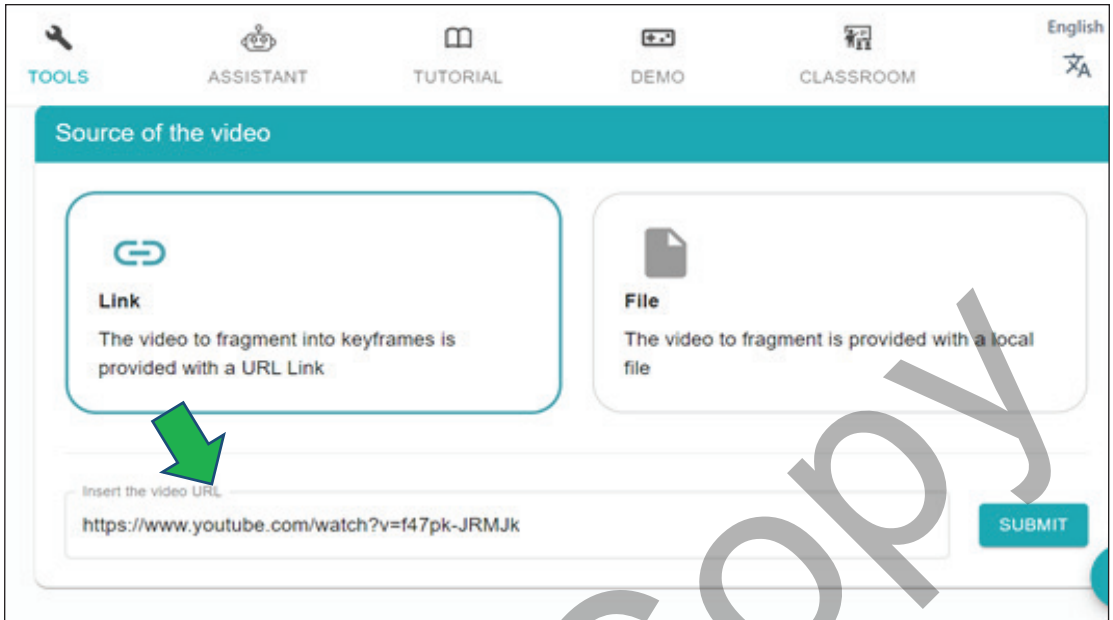 English
TOOLS ASSISTANT TUTORIAL DEMO CLASSROOM
Source of the video
Link
The video to fragment into keyframes is
provided with a URL Link
File
The video to fragment is provided with a local
file
Insert the video URL
https://www.youtube.com/watch?v=f47pk-JRMJk
SUBMIT
Copy